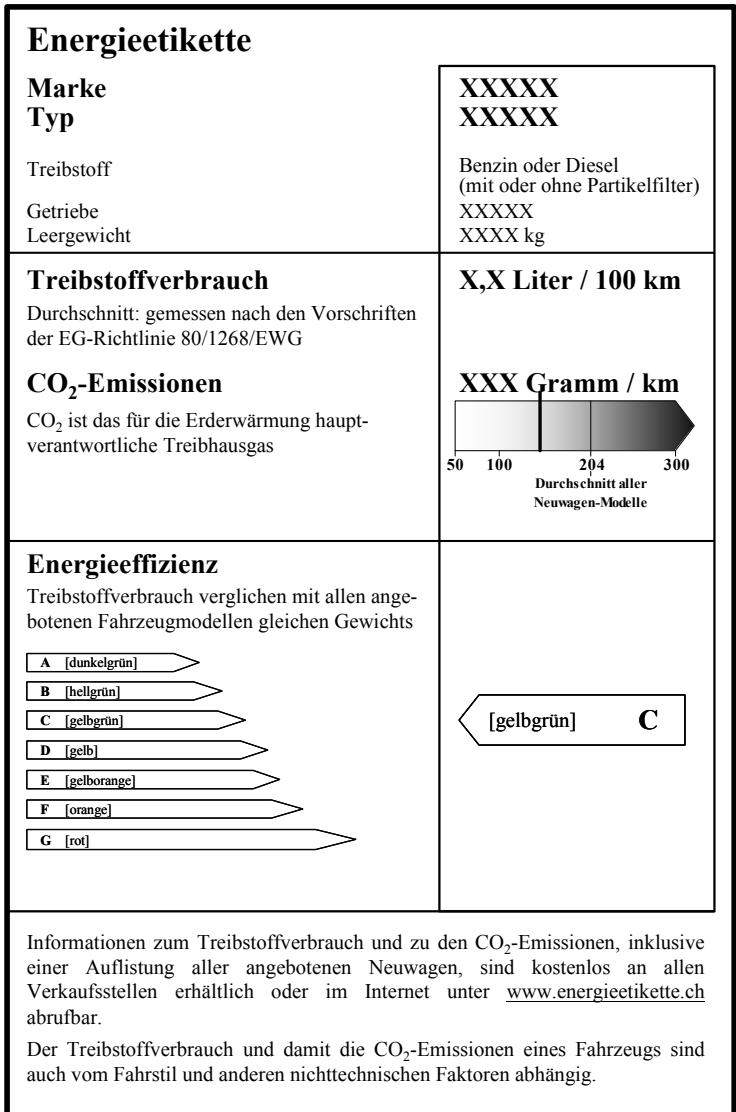 Energieetikette
Marke XXXXX
Typ XXXXX
Treibstoff Benzin oder Diesel
(mit oder ohne Partikelfilter)
Getriebe XXXXX
Leergewicht XXXX kg
Treibstoffverbrauch X,X Liter / 100 km
Durchschnitt: gemessen nach den Vorschriften
der EG-Richtlinie 80/1268/EWG
CO₂-Emissionen XXX Gramm / km
CO₂ ist das für die Erderwärmung haupt-
verantwortliche Treibhausgas
50 100 204 300
Durchschnitt aller
Neuwagen-Modelle
Energieeffizienz
Treibstoffverbrauch verglichen mit allen ange-
botenen Fahrzeugmodellen gleichen Gewichts
A [dunkelgrün]
B [hellgrün]
C [gelbgrün]
D [gelb]
E [gelborange]
F [orange]
G [rot]
[gelbgrün] C
Informationen zum Treibstoffverbrauch und zu den CO₂-Emissionen, inklusive
einer Auflistung aller angebotenen Neuwagen, sind kostenlos an allen
Verkaufsstellen erhältlich oder im Internet unter www.energieetikette.ch
abrufbar.
Der Treibstoffverbrauch und damit die CO₂-Emissionen eines Fahrzeugs sind
auch vom Fahrstil und anderen nichttechnischen Faktoren abhängig.